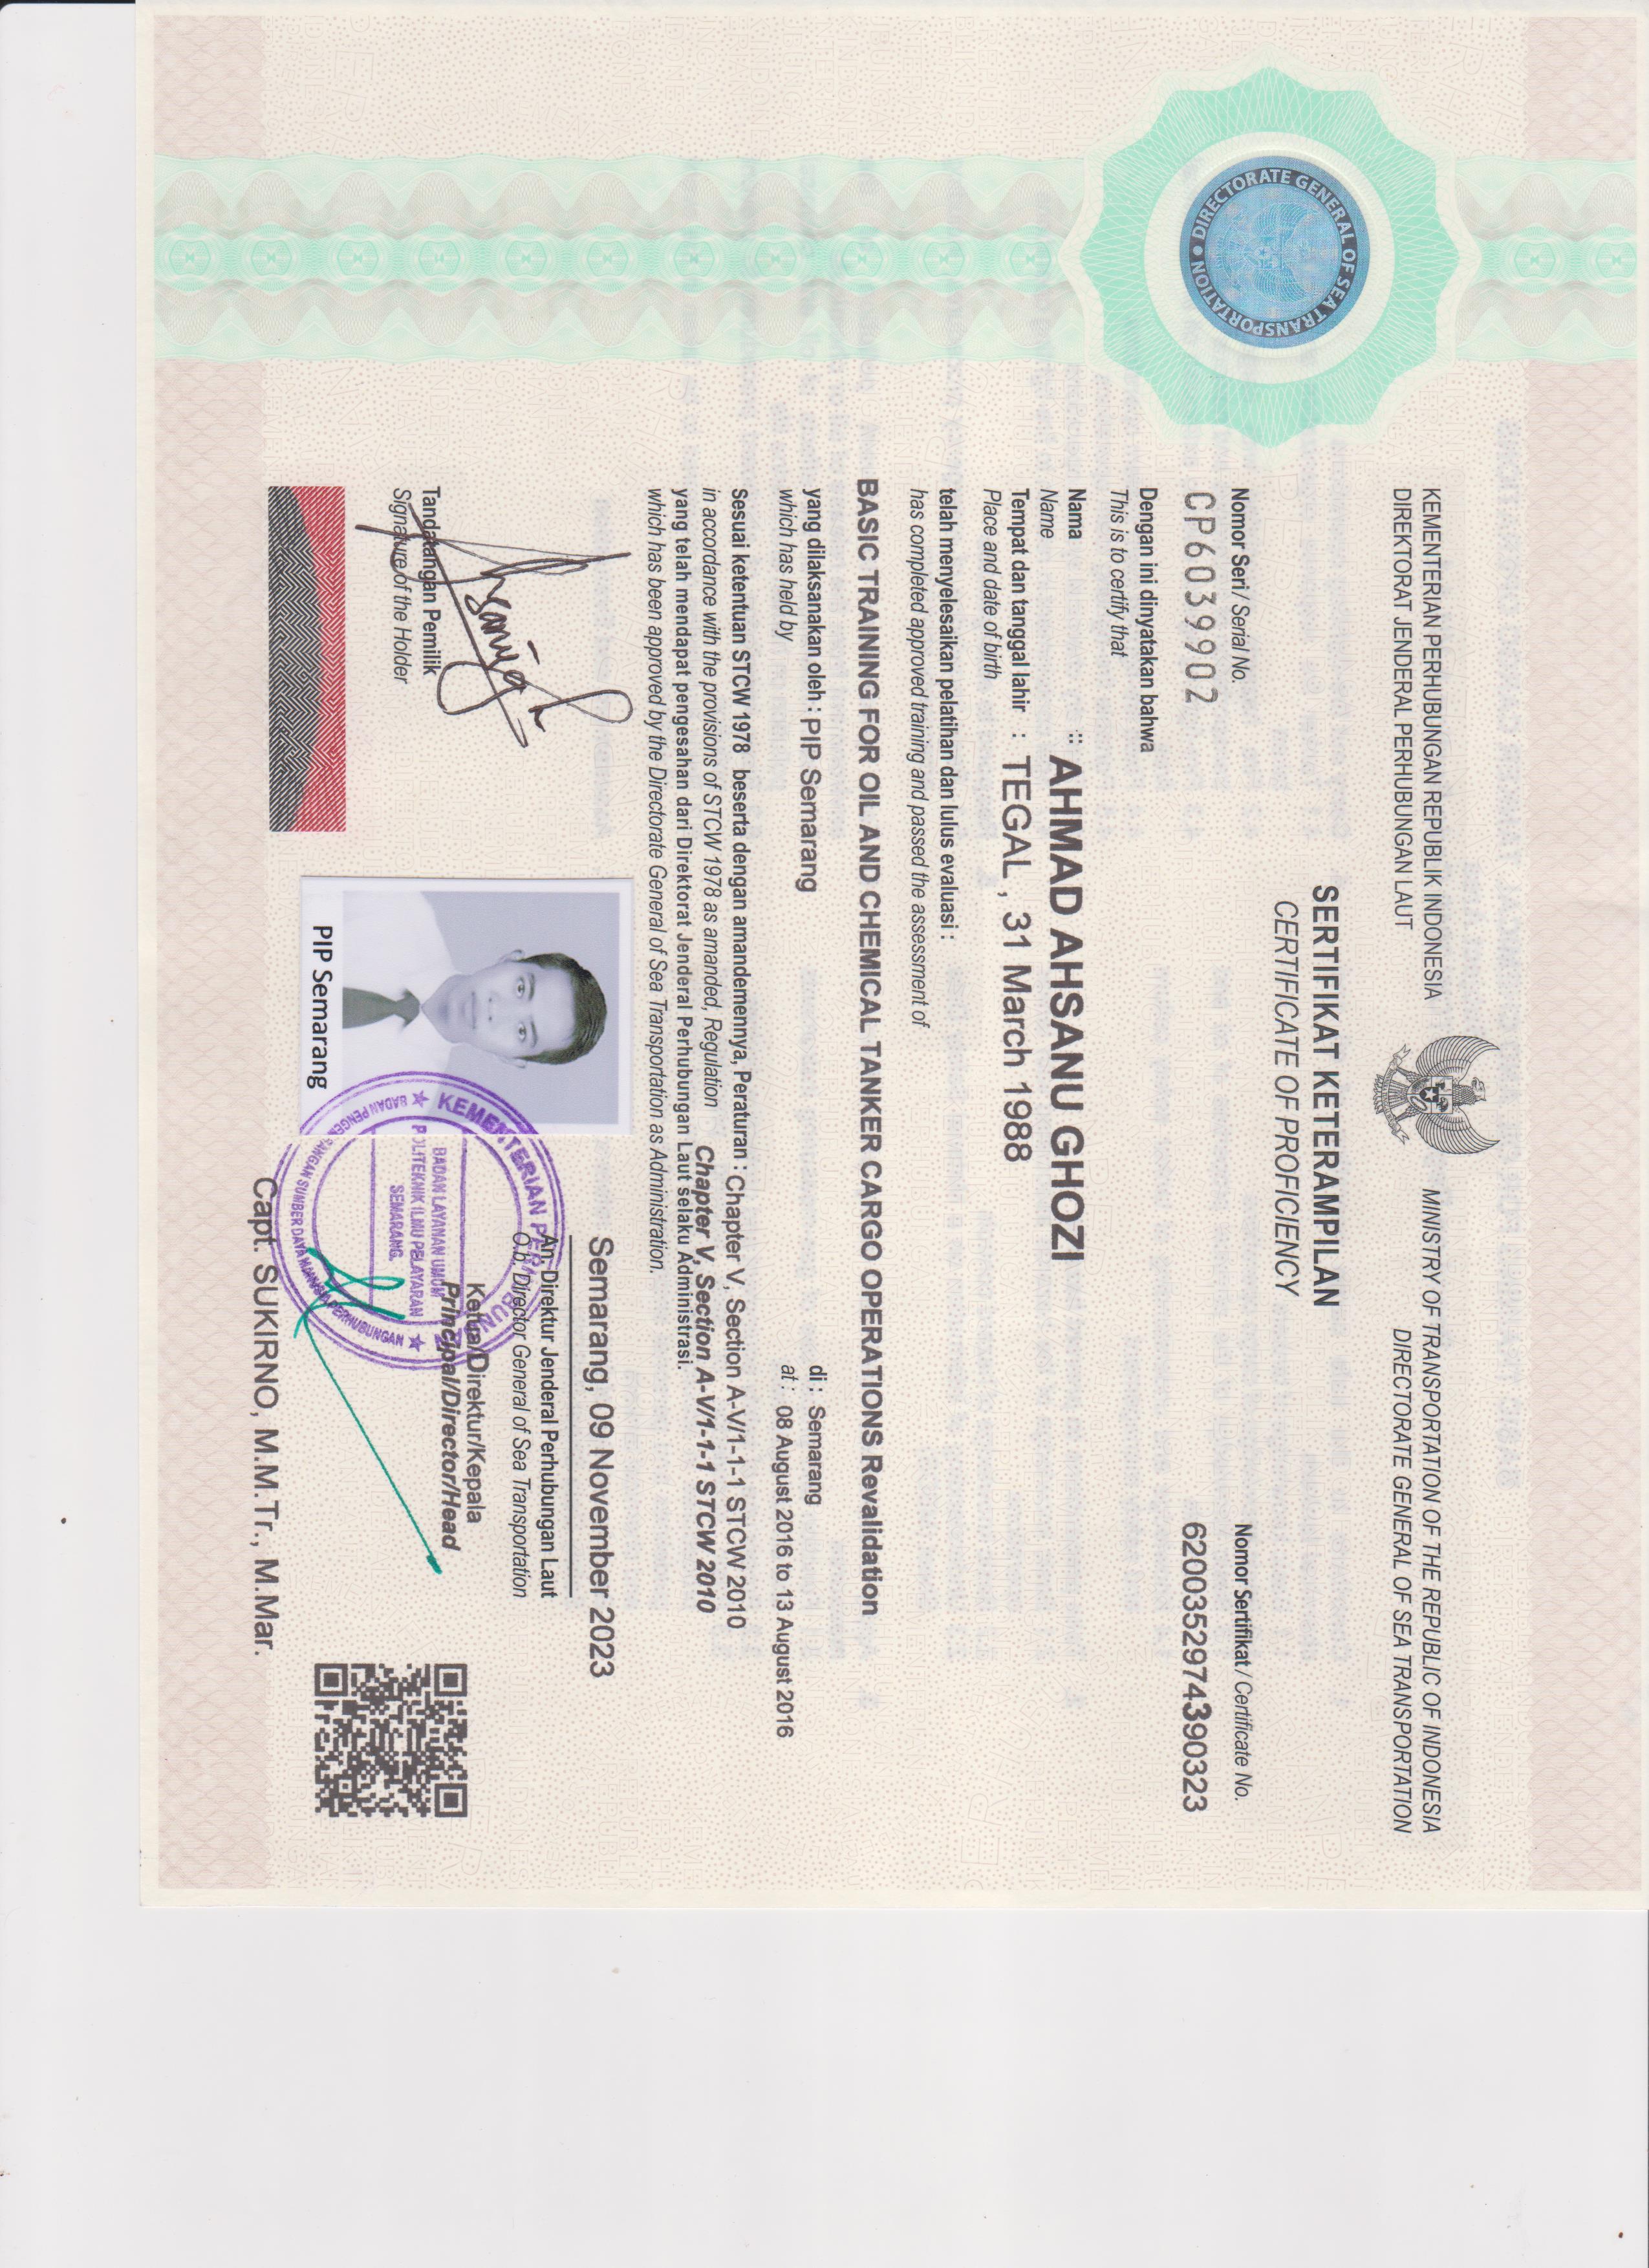 KEMENTERIAN PERHUBUNGAN REPUBLIK INDONESIA
DIREKTORAT JENDERAL PERHUBUNGAN LAUT
MINISTRY OF TRANSPORTATION OF THE REPUBLIC OF INDONESIA
DIRECTORATE GENERAL OF SEA TRANSPORTATION
DIRECTORATE GENERAL OF SEA TRANSPORTATION
SERTIFIKAT KETERAMPILAN
CERTIFICATE OF PROFICIENCY
Nomor Seri / Serial No.
CP6039902
Nomor Sertifikat / Certificate No.
6200352974390323
Dengan ini dinyatakan bahwa
This is to certify that
Nama :: AHMAD AHSANU GHOZI
Name
Tempat dan tanggal lahir : TEGAL , 31 March 1988
Place and date of birth
telah menyelesaikan pelatihan dan lulus evaluasi :
has completed approved training and passed the assessment of
BASIC TRAINING FOR OIL AND CHEMICAL TANKER CARGO OPERATIONS Revalidation
yang dilaksanakan oleh : PIP Semarang di : Semarang
which has held by at : 08 August 2016 to 13 August 2016
Sesuai ketentuan STCW 1978 beserta dengan amandemennya, Peraturan : Chapter V, Section A-V/1-1-1 STCW 2010
in accordance with the provisions of STCW 1978 as amanded, Regulation Chapter V, Section A-V/1-1-1 STCW 2010
yang telah mendapat pengesahan dari Direktorat Jenderal Perhubungan Laut selaku Administrasi.
which has been approved by the Directorate General of Sea Transportation as Administration.
Semarang, 09 November 2023
An. Direktur Jenderal Perhubungan Laut
O.b. Director General of Sea Transportation
Ketua/Direktur/Kepala
Principal/Director/Head
KEMENTERIAN PERHUBUNGAN
BADAN LAYANAN UMUM
POLITEKNIK ILMU PELAYARAN
SEMARANG.
BADAN PENGEMBANGAN SUMBER DAYA MANUSIA PERHUBUNGAN
Tandatangan Pemilik
Signature of the Holder
PIP Semarang
Capt. SUKIRNO, M.M.Tr., M.Mar.